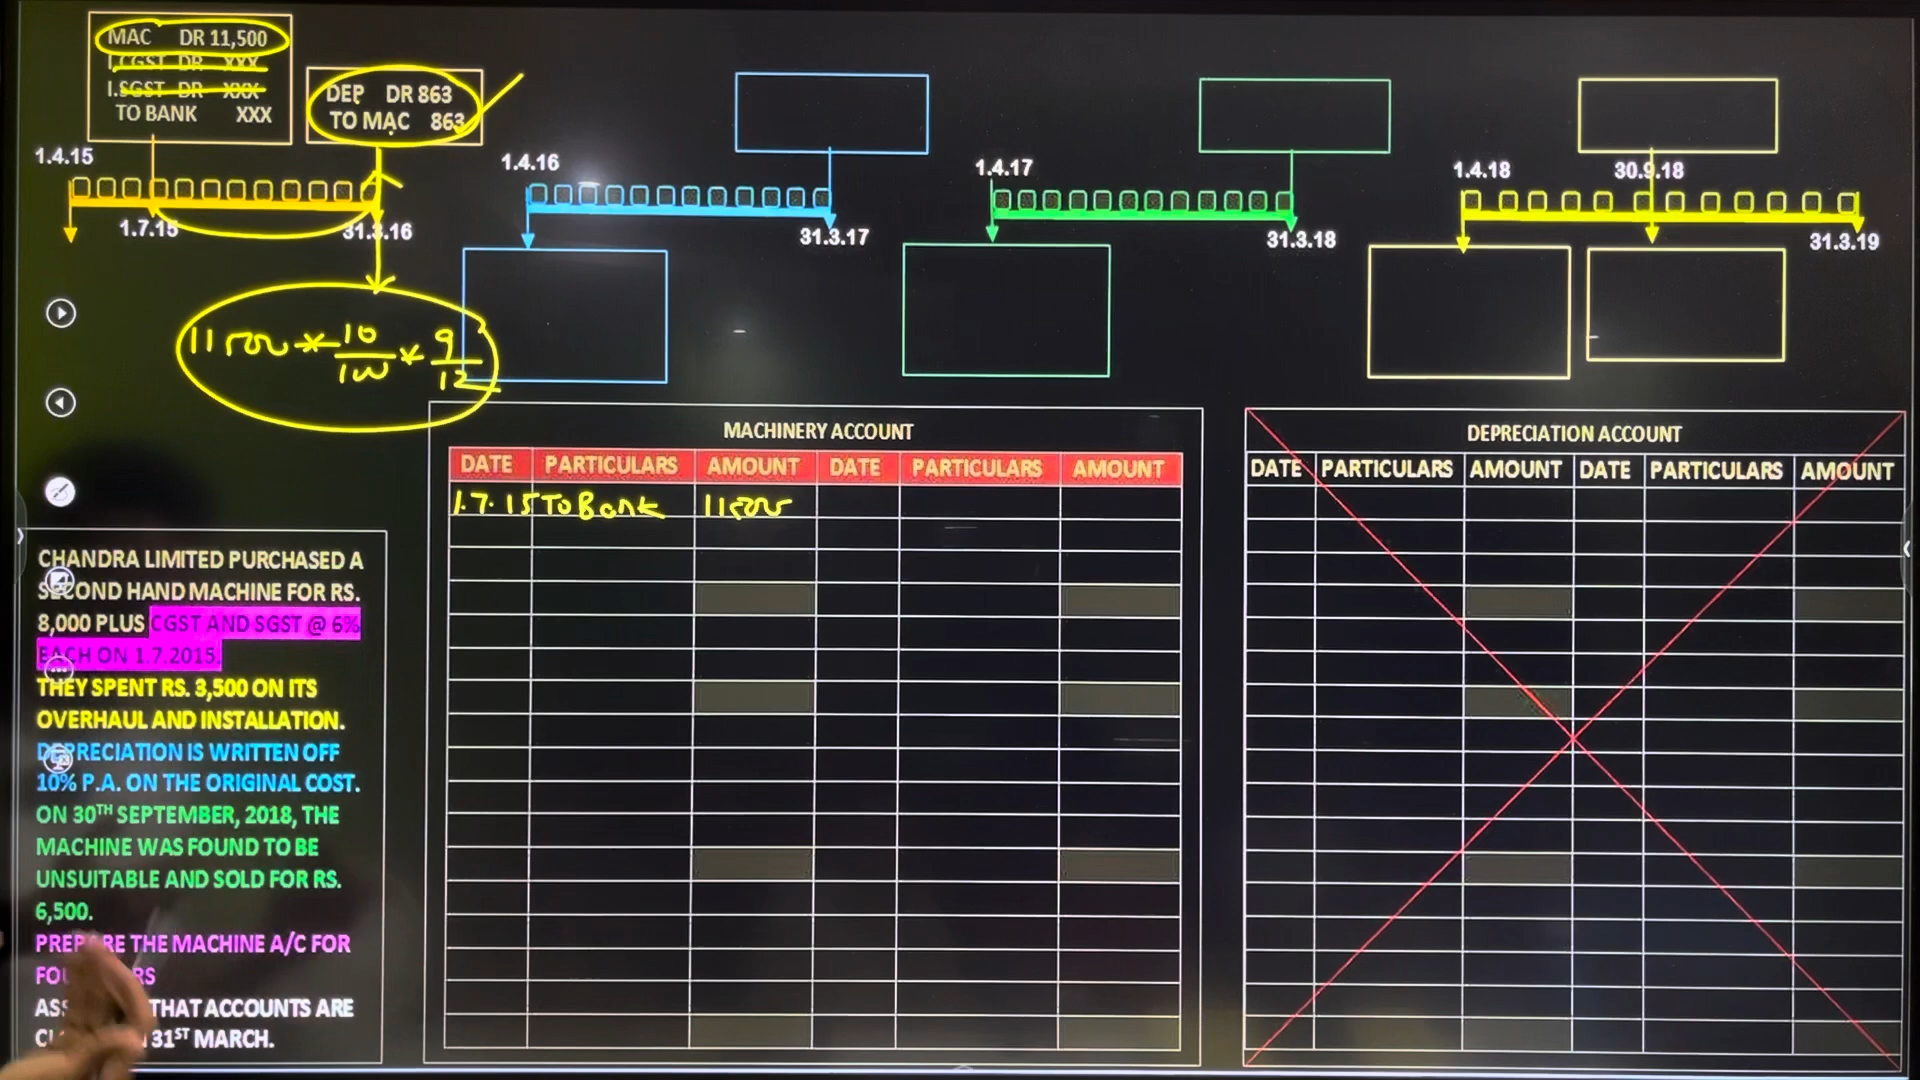 MAC DR 11,500
I.CGST DR XXX
I.SGST DR XXX
TO BANK XXX
DEP DR 863
TO MAC 863
1.4.15
1.7.15
31.3.16
1.4.16
31.3.17
1.4.17
31.3.18
1.4.18
30.9.18
31.3.19
11500 * 10/100 * 9/12
MACHINERY ACCOUNT
DATE PARTICULARS AMOUNT DATE PARTICULARS AMOUNT
1.7.15 To Bank 11500
DEPRECIATION ACCOUNT
DATE PARTICULARS AMOUNT DATE PARTICULARS AMOUNT
CHANDRA LIMITED PURCHASED A
SECOND HAND MACHINE FOR RS.
8,000 PLUS CGST AND SGST @ 6%
EACH ON 1.7.2015.
THEY SPENT RS. 3,500 ON ITS
OVERHAUL AND INSTALLATION.
DEPRECIATION IS WRITTEN OFF
10% P.A. ON THE ORIGINAL COST.
ON 30TH SEPTEMBER, 2018, THE
MACHINE WAS FOUND TO BE
UNSUITABLE AND SOLD FOR RS.
6,500.
PREPARE THE MACHINE A/C FOR
THAT ACCOUNTS ARE
31ST MARCH.